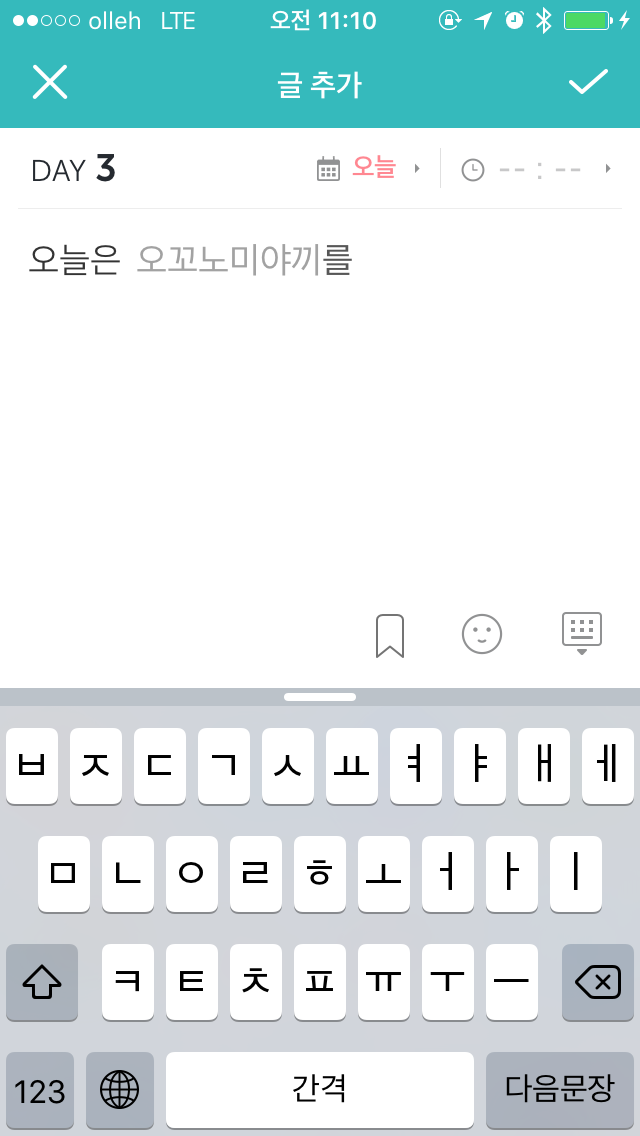 olleh LTE 오전 11:10
글 추가
DAY 3 오늘 -- : --
오늘은 오꼬노미야끼를
ㅂ ㅈ ㄷ ㄱ ㅅ ㅛ ㅕ ㅑ ㅐ ㅔ
ㅁ ㄴ ㅇ ㄹ ㅎ ㅗ ㅓ ㅏ ㅣ
ㅋ ㅌ ㅊ ㅍ ㅠ ㅜ ㅡ
123 간격 다음문장